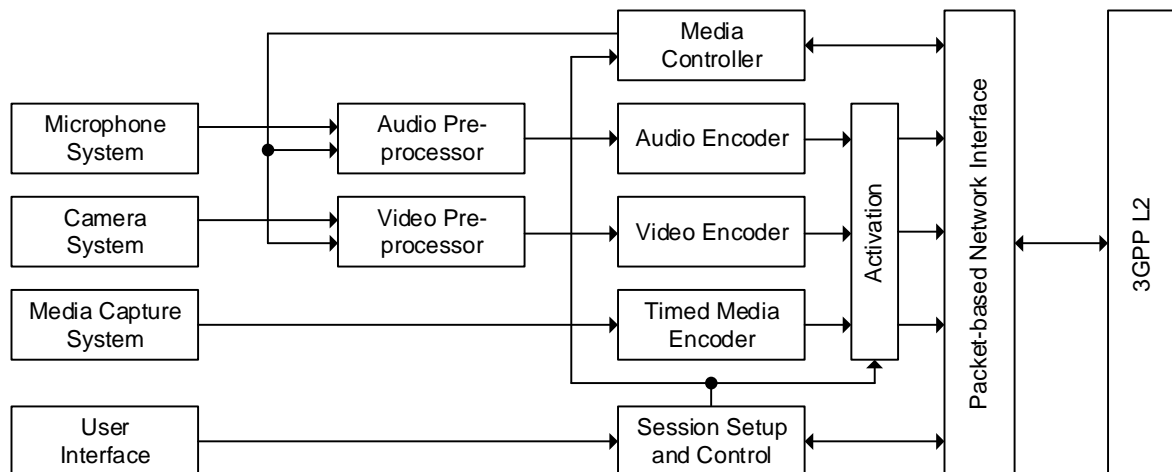 Media
Controller
Microphone
System
Audio Pre-
processor
Audio Encoder
Camera
System
Video Pre-
processor
Video Encoder
Activation
Packet-based Network Interface
3GPP L2
Media Capture
System
Timed Media
Encoder
User
Interface
Session Setup
and Control